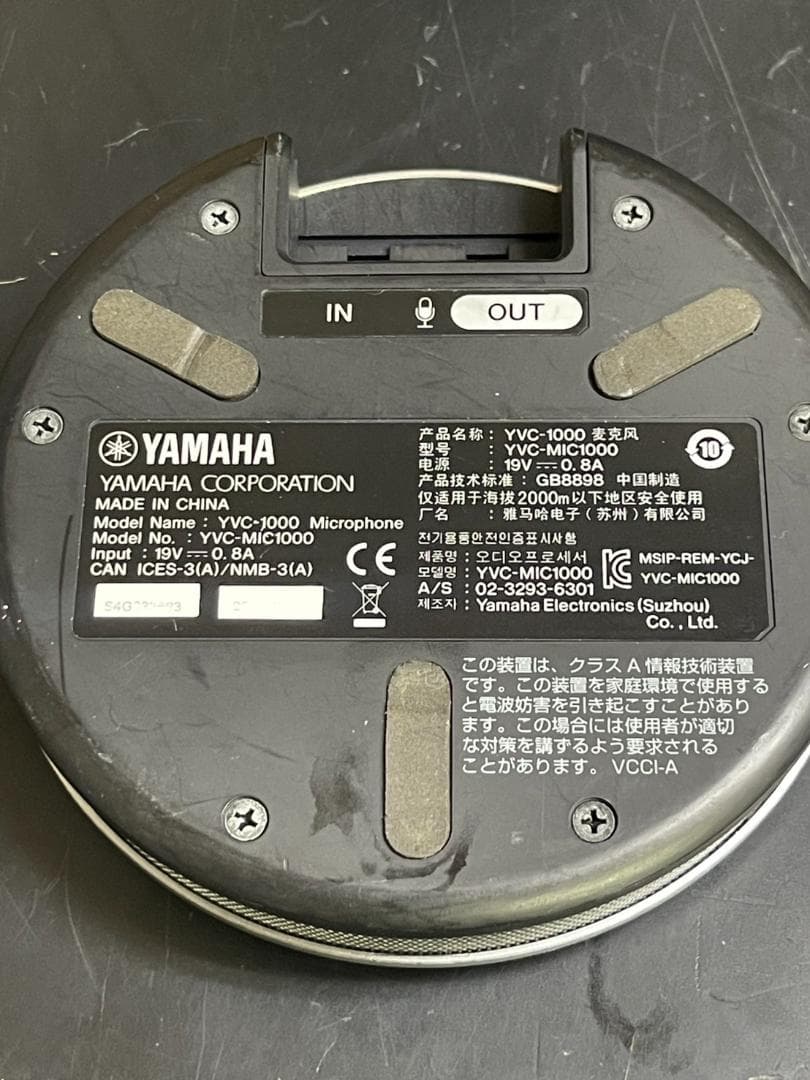 IN OUT
YAMAHA
YAMAHA CORPORATION
MADE IN CHINA
Model Name : YVC-1000 Microphone
Model No. : YVC-MIC1000
Input : 19V⎓0.8A
CAN ICES-3(A)/NMB-3(A)
CE
产品名称 : YVC-1000 麦克风
型号 : YVC-MIC1000
电源 : 19V⎓0.8A
产品技术标准 : GB8898 中国制造
仅适用于海拔2000m以下地区安全使用
厂名 : 雅马哈电子（苏州）有限公司
10
전기용품안전인증표시사항
제품명 : 오디오프로세서
모델명 : YVC-MIC1000
A/S : 02-3293-6301
제조자 : Yamaha Electronics (Suzhou)
Co., Ltd.
MSIP-REM-YCJ-
YVC-MIC1000
この装置は、クラスA情報技術装置
です。この装置を家庭環境で使用する
と電波妨害を引き起こすことがあり
ます。この場合には使用者が適切
な対策を講ずるよう要求される
ことがあります。VCCI-A